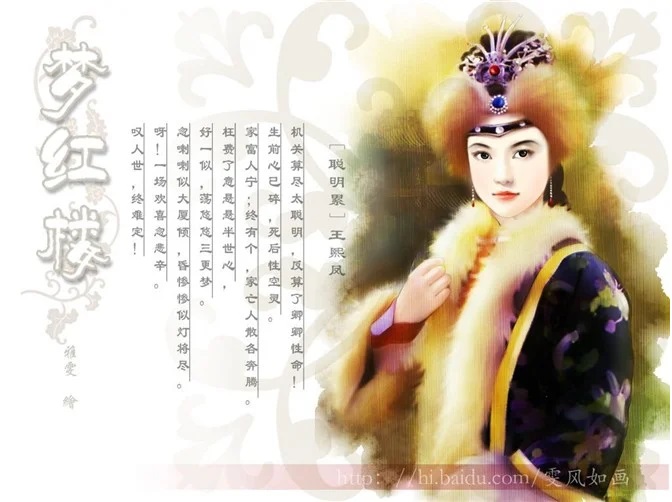 梦红楼
[聪明累]王熙凤
机关算尽太聪明,反算了卿卿性命!
生前心已碎,死后性空灵。
家富人宁;终有个,家亡人散各奔腾。
枉费了意悬悬半世心,
好一似,荡悠悠三更梦。
忽喇喇似大厦倾,昏惨惨似灯将尽。
呀!一场欢喜忽悲辛。
叹人世,终难定!
雅雯 繪
http://hi.baidu.com/雯风如画